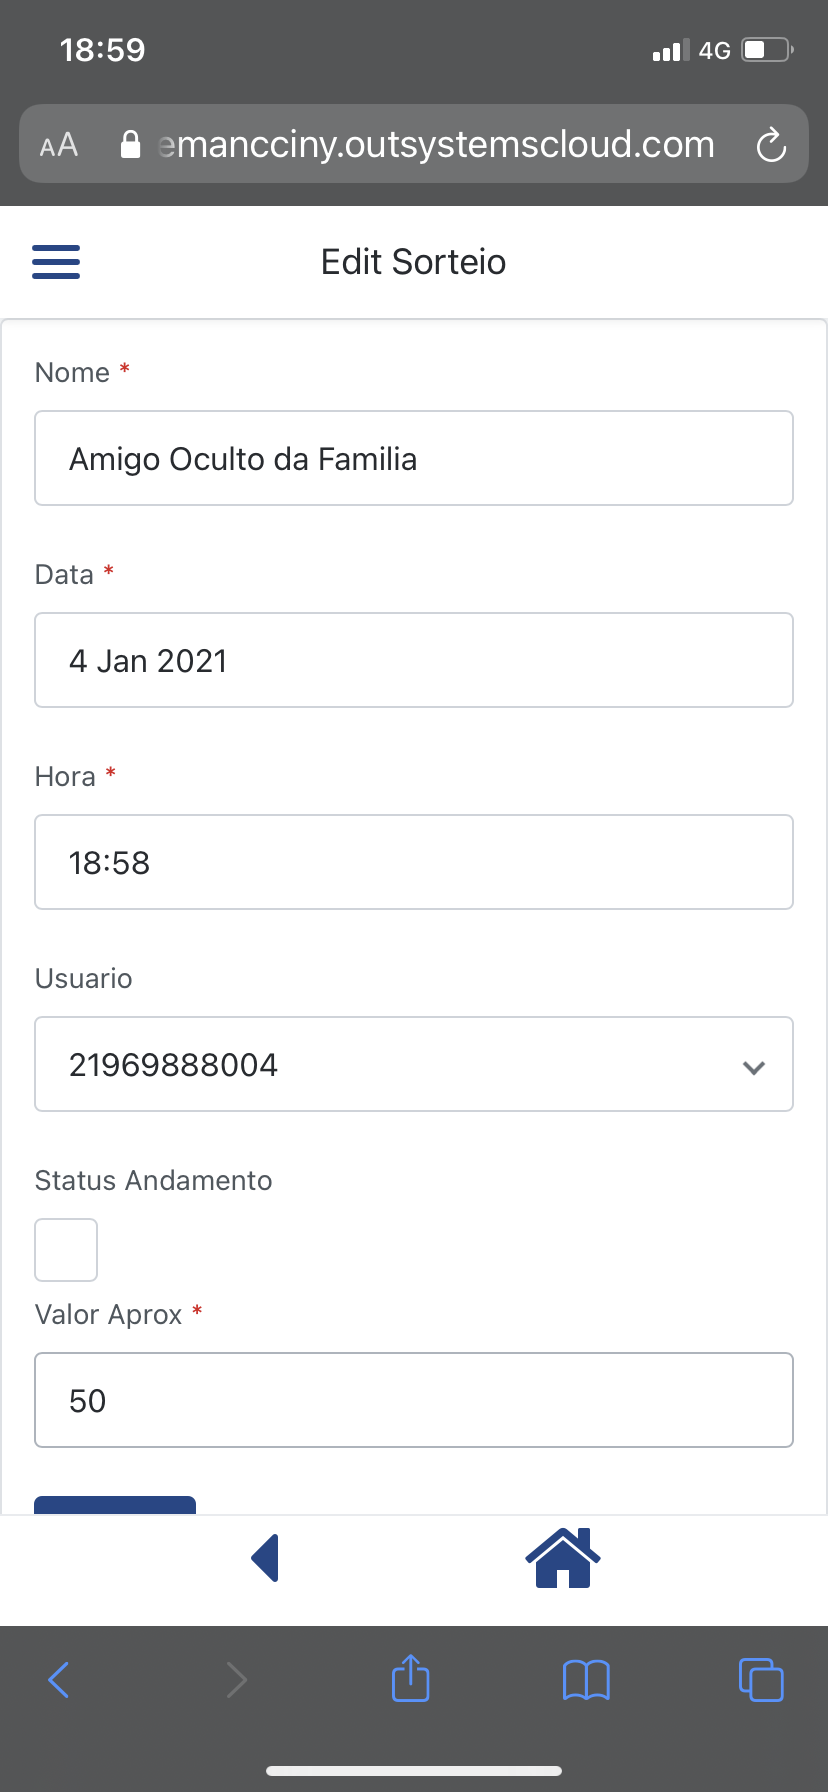 18:59
4G
AA
emancciny.outsystemscloud.com
Edit Sorteio
Nome *
Amigo Oculto da Familia
Data *
4 Jan 2021
Hora *
18:58
Usuario
21969888004
Status Andamento
Valor Aprox *
50